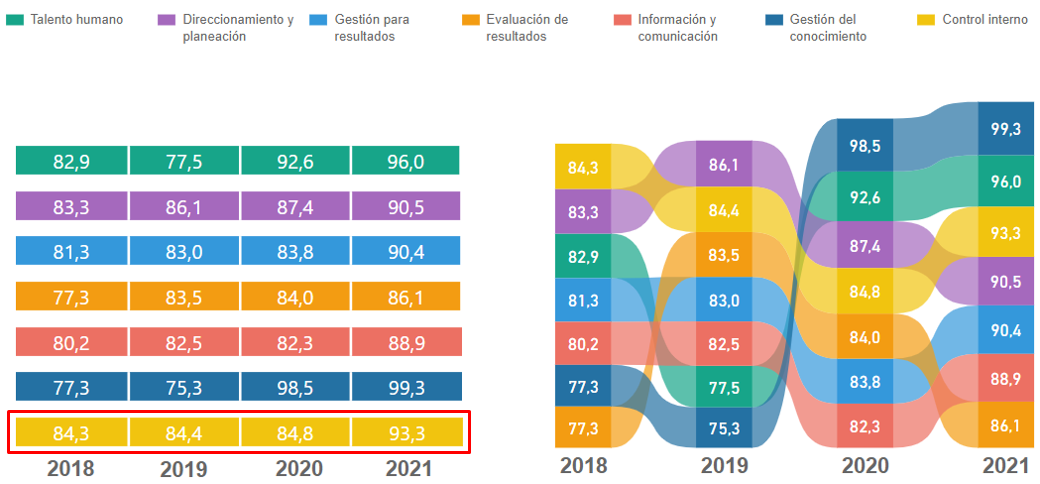 Talento humano
Direccionamiento y
planeación
Gestión para
resultados
Evaluación de
resultados
Información y
comunicación
Gestión del
conocimiento
Control interno
82,9 77,5 92,6 96,0
83,3 86,1 87,4 90,5
81,3 83,0 83,8 90,4
77,3 83,5 84,0 86,1
80,2 82,5 82,3 88,9
77,3 75,3 98,5 99,3
84,3 84,4 84,8 93,3
2018 2019 2020 2021
84,3
83,3
82,9
81,3
80,2
77,3
77,3
2018
86,1
84,4
83,5
83,0
82,5
77,5
75,3
2019
98,5
92,6
87,4
84,8
84,0
83,8
82,3
2020
99,3
96,0
93,3
90,5
90,4
88,9
86,1
2021